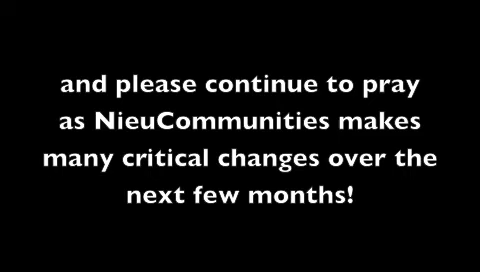 and please continue to pray
as NieuCommunities makes
many critical changes over the
next few months!